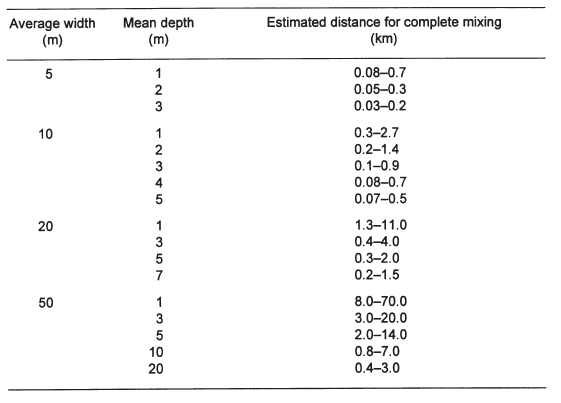 Average width Mean depth Estimated distance for complete mixing
(m) (m) (km)
5 1 0.08–0.7
2 0.05–0.3
3 0.03–0.2
10 1 0.3–2.7
2 0.2–1.4
3 0.1–0.9
4 0.08–0.7
5 0.07–0.5
20 1 1.3–11.0
3 0.4–4.0
5 0.3–2.0
7 0.2–1.5
50 1 8.0–70.0
3 3.0–20.0
5 2.0–14.0
10 0.8–7.0
20 0.4–3.0